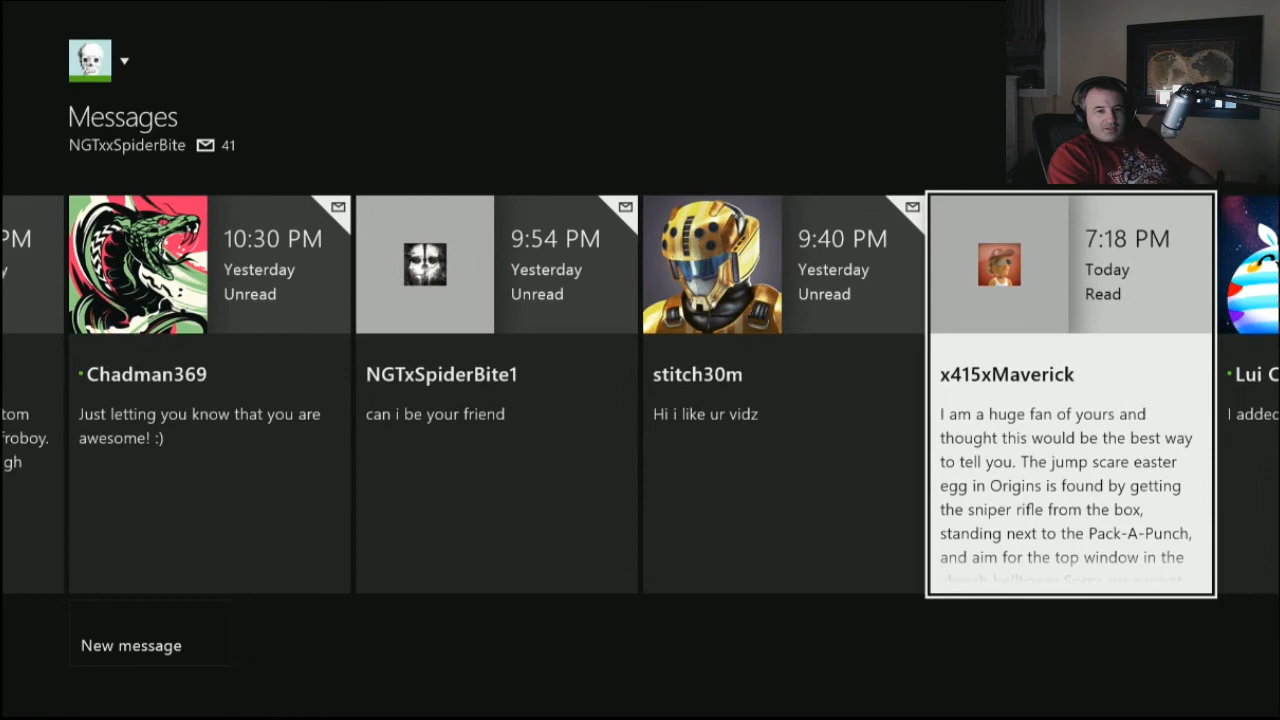 Messages
NGTxxSpiderBite 41
PM
10:30 PM
Yesterday
Unread
9:54 PM
Yesterday
Unread
9:40 PM
Yesterday
Unread
7:18 PM
Today
Read
tom
froboy.
gh
Chadman369
Just letting you know that you are
awesome! :)
NGTxSpiderBite1
can i be your friend
stitch30m
Hi i like ur vidz
x415xMaverick
I am a huge fan of yours and
thought this would be the best way
to tell you. The jump scare easter
egg in Origins is found by getting
the sniper rifle from the box,
standing next to the Pack-A-Punch,
and aim for the top window in the
Lui C
I added
New message